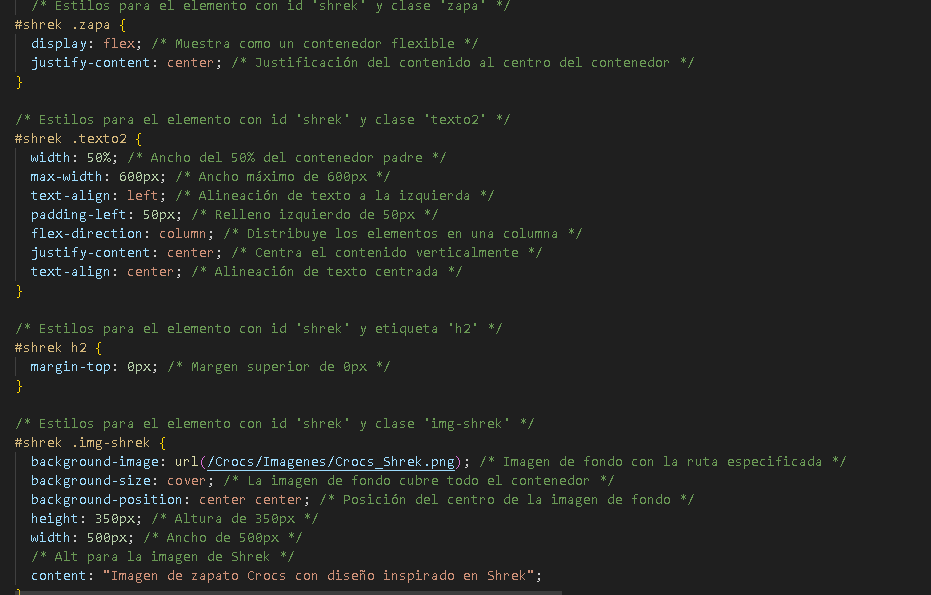 /* Estilos para el elemento con id 'shrek' y clase 'zapa' */
#shrek .zapa {
display: flex; /* Muestra como un contenedor flexible */
justify-content: center; /* Justificación del contenido al centro del contenedor */
}
/* Estilos para el elemento con id 'shrek' y clase 'texto2' */
#shrek .texto2 {
width: 50%; /* Ancho del 50% del contenedor padre */
max-width: 600px; /* Ancho máximo de 600px */
text-align: left; /* Alineación de texto a la izquierda */
padding-left: 50px; /* Relleno izquierdo de 50px */
flex-direction: column; /* Distribuye los elementos en una columna */
justify-content: center; /* Centra el contenido verticalmente */
text-align: center; /* Alineación de texto centrada */
}
/* Estilos para el elemento con id 'shrek' y etiqueta 'h2' */
#shrek h2 {
margin-top: 0px; /* Margen superior de 0px */
}
/* Estilos para el elemento con id 'shrek' y clase 'img-shrek' */
#shrek .img-shrek {
background-image: url(/Crocs/Imagenes/Crocs_Shrek.png); /* Imagen de fondo con la ruta especificada */
background-size: cover; /* La imagen de fondo cubre todo el contenedor */
background-position: center center; /* Posición del centro de la imagen de fondo */
height: 350px; /* Altura de 350px */
width: 500px; /* Ancho de 500px */
/* Alt para la imagen de Shrek */
content: "Imagen de zapato Crocs con diseño inspirado en Shrek";
}